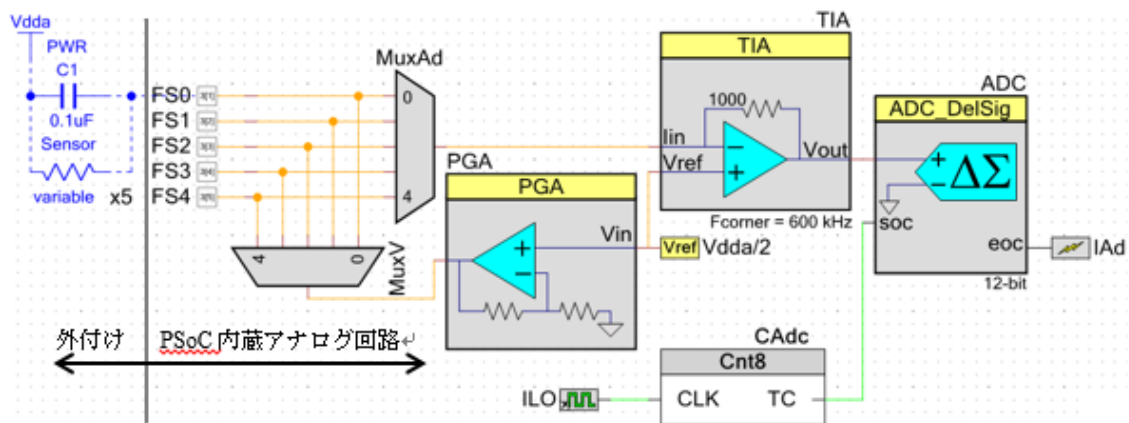 Vdda
PWR
C1
0.1uF
Sensor
variable x5
FS0
FS1
FS2
FS3
FS4
MuxAd
0
4
4 0
MuxV
PGA
PGA
Vin
Vref Vdda/2
TIA
TIA
1000
Iin
Vref
Vout
Fcorner = 600 kHz
ADC
ADC_DelSig
ΔΣ
soc
eoc
12-bit
IAd
外付け
PSoC 内蔵アナログ回路
CAdc
Cnt8
ILO
CLK TC